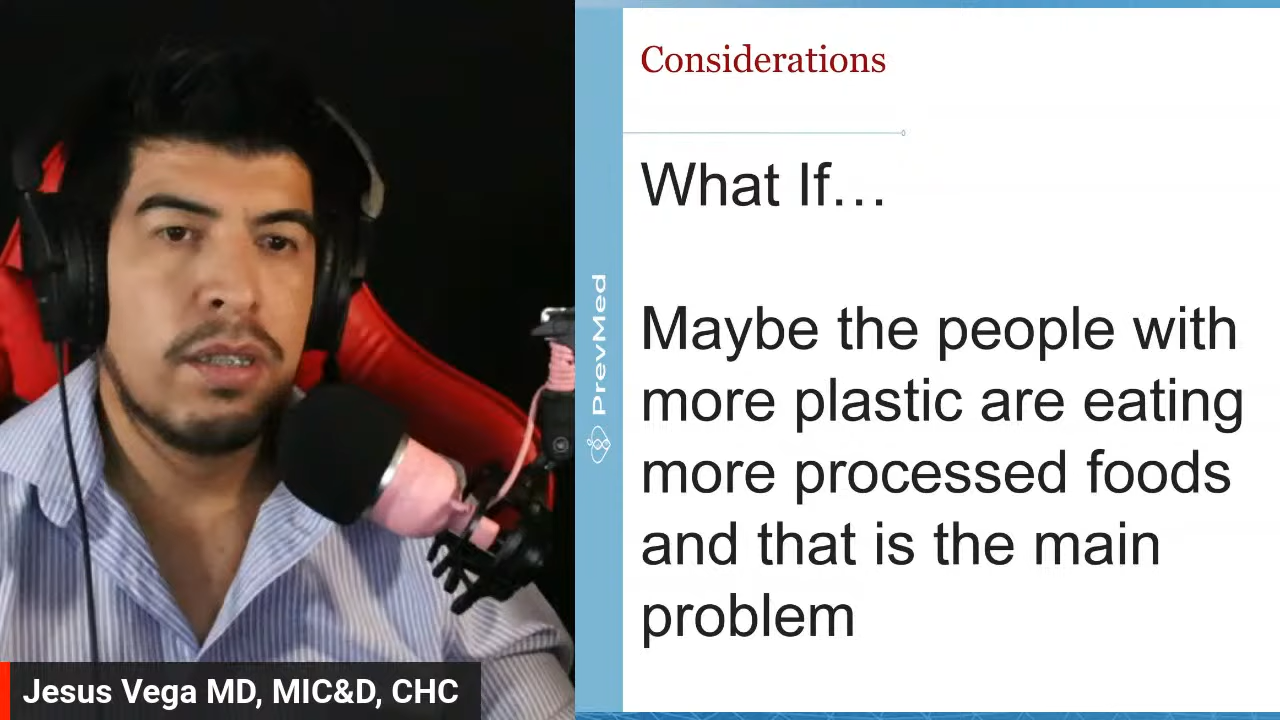 Considerations
What If…
Maybe the people with
more plastic are eating
more processed foods
and that is the main
problem
PrevMed
Jesus Vega MD, MIC&D, CHC